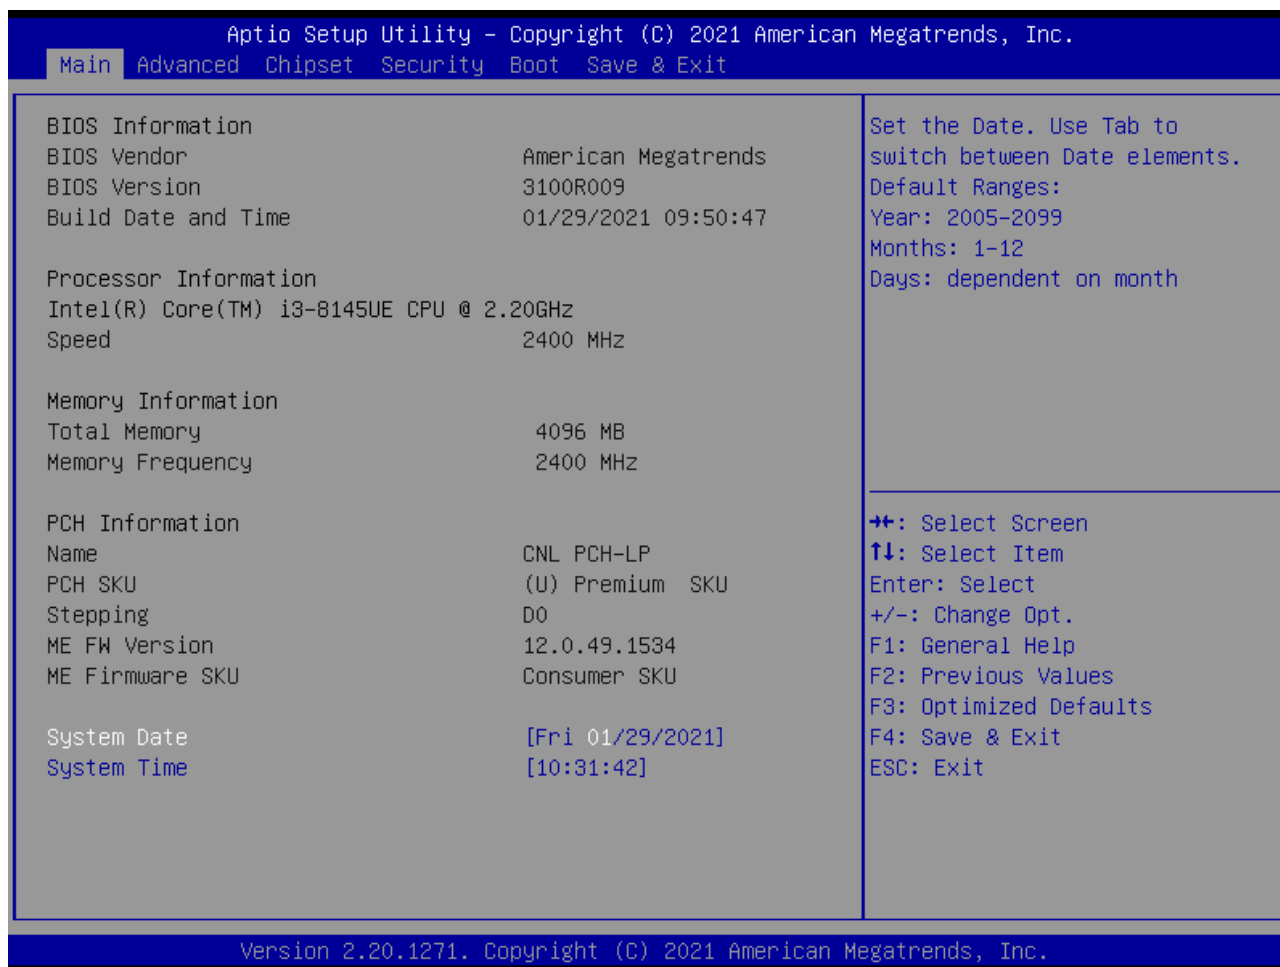 Aptio Setup Utility – Copyright (C) 2021 American Megatrends, Inc.
Main Advanced Chipset Security Boot Save & Exit
BIOS Information
BIOS Vendor American Megatrends
BIOS Version 3100R009
Build Date and Time 01/29/2021 09:50:47
Processor Information
Intel(R) Core(TM) i3-8145UE CPU @ 2.20GHz
Speed 2400 MHz
Memory Information
Total Memory 4096 MB
Memory Frequency 2400 MHz
PCH Information
Name CNL PCH-LP
PCH SKU (U) Premium SKU
Stepping D0
ME FW Version 12.0.49.1534
ME Firmware SKU Consumer SKU
System Date [Fri 01/29/2021]
System Time [10:31:42]
Set the Date. Use Tab to
switch between Date elements.
Default Ranges:
Year: 2005-2099
Months: 1-12
Days: dependent on month
→←: Select Screen
↑↓: Select Item
Enter: Select
+/-: Change Opt.
F1: General Help
F2: Previous Values
F3: Optimized Defaults
F4: Save & Exit
ESC: Exit
Version 2.20.1271. Copyright (C) 2021 American Megatrends, Inc.